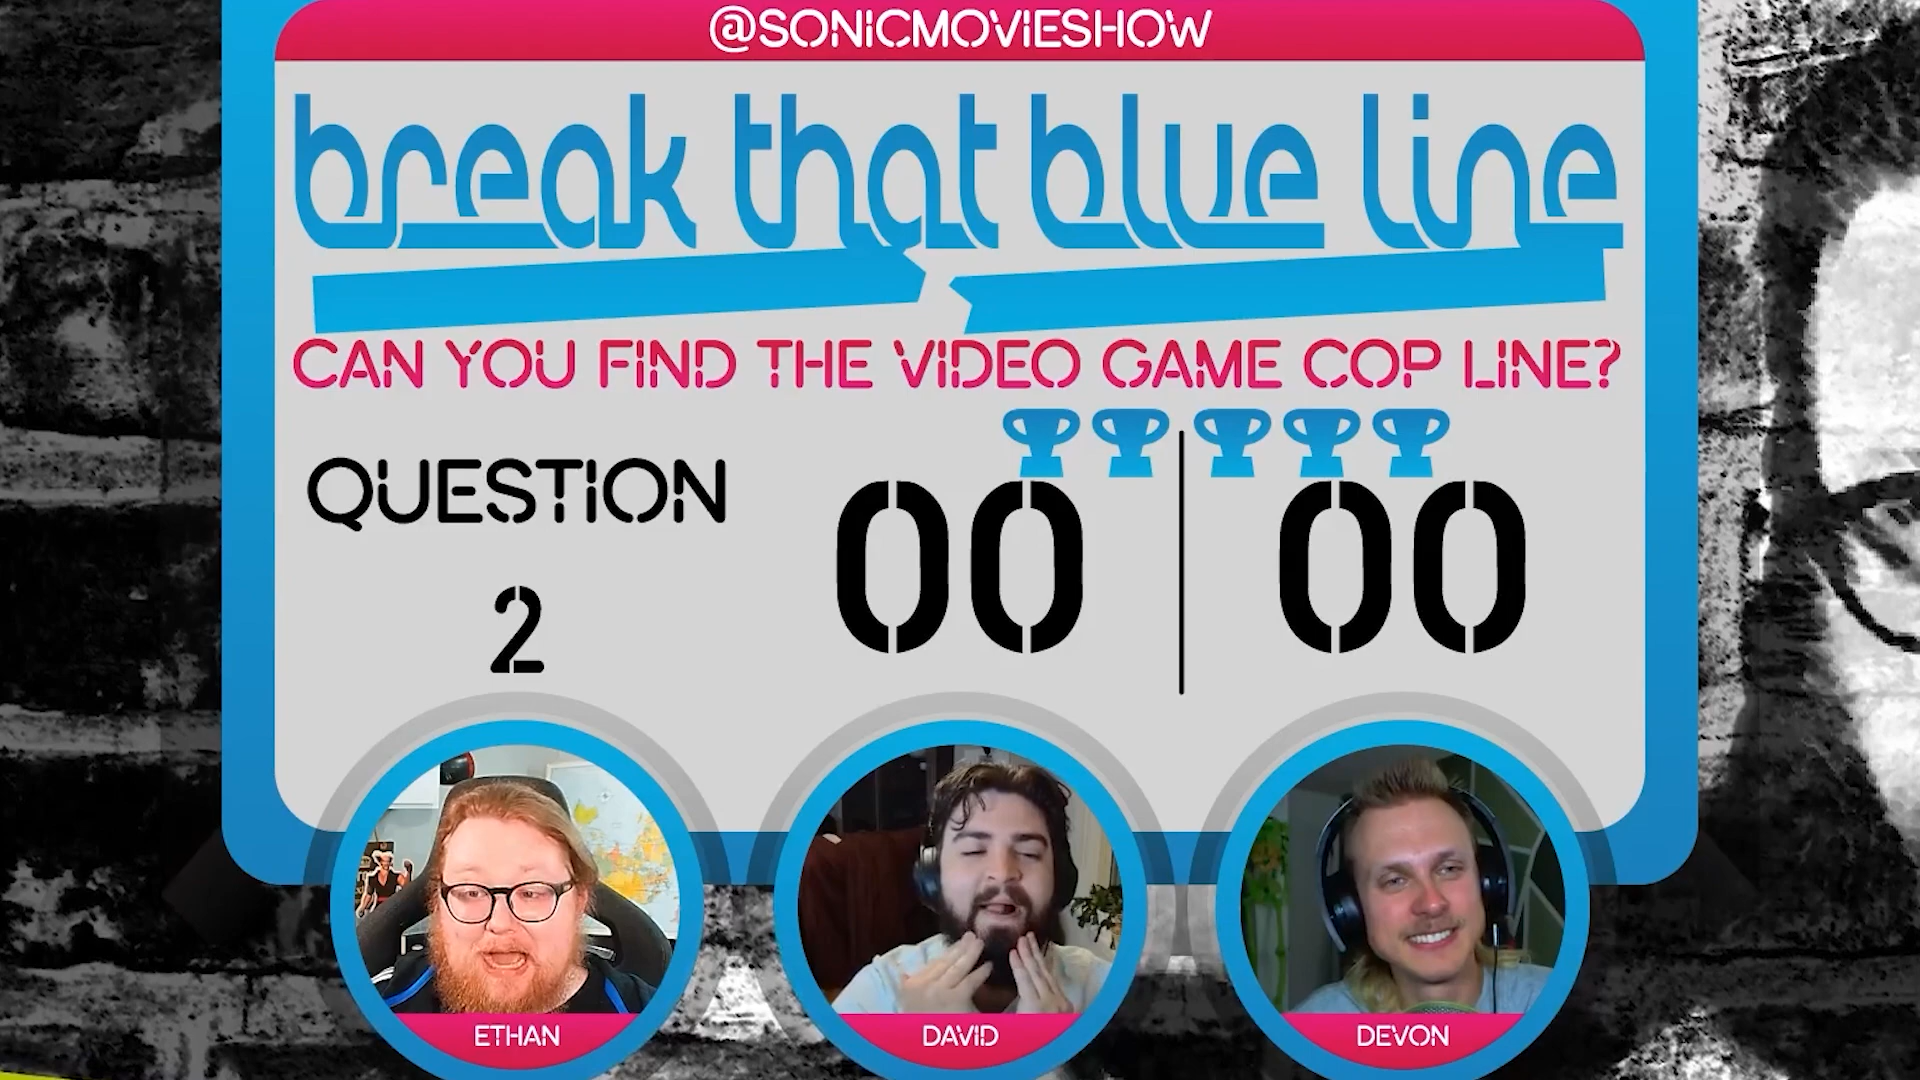 @SONICMOVIESHOW
break that blue line
CAN YOU FIND THE VIDEO GAME COP LINE?
QUESTION
2
00
00
ETHAN
DAVID
DEVON